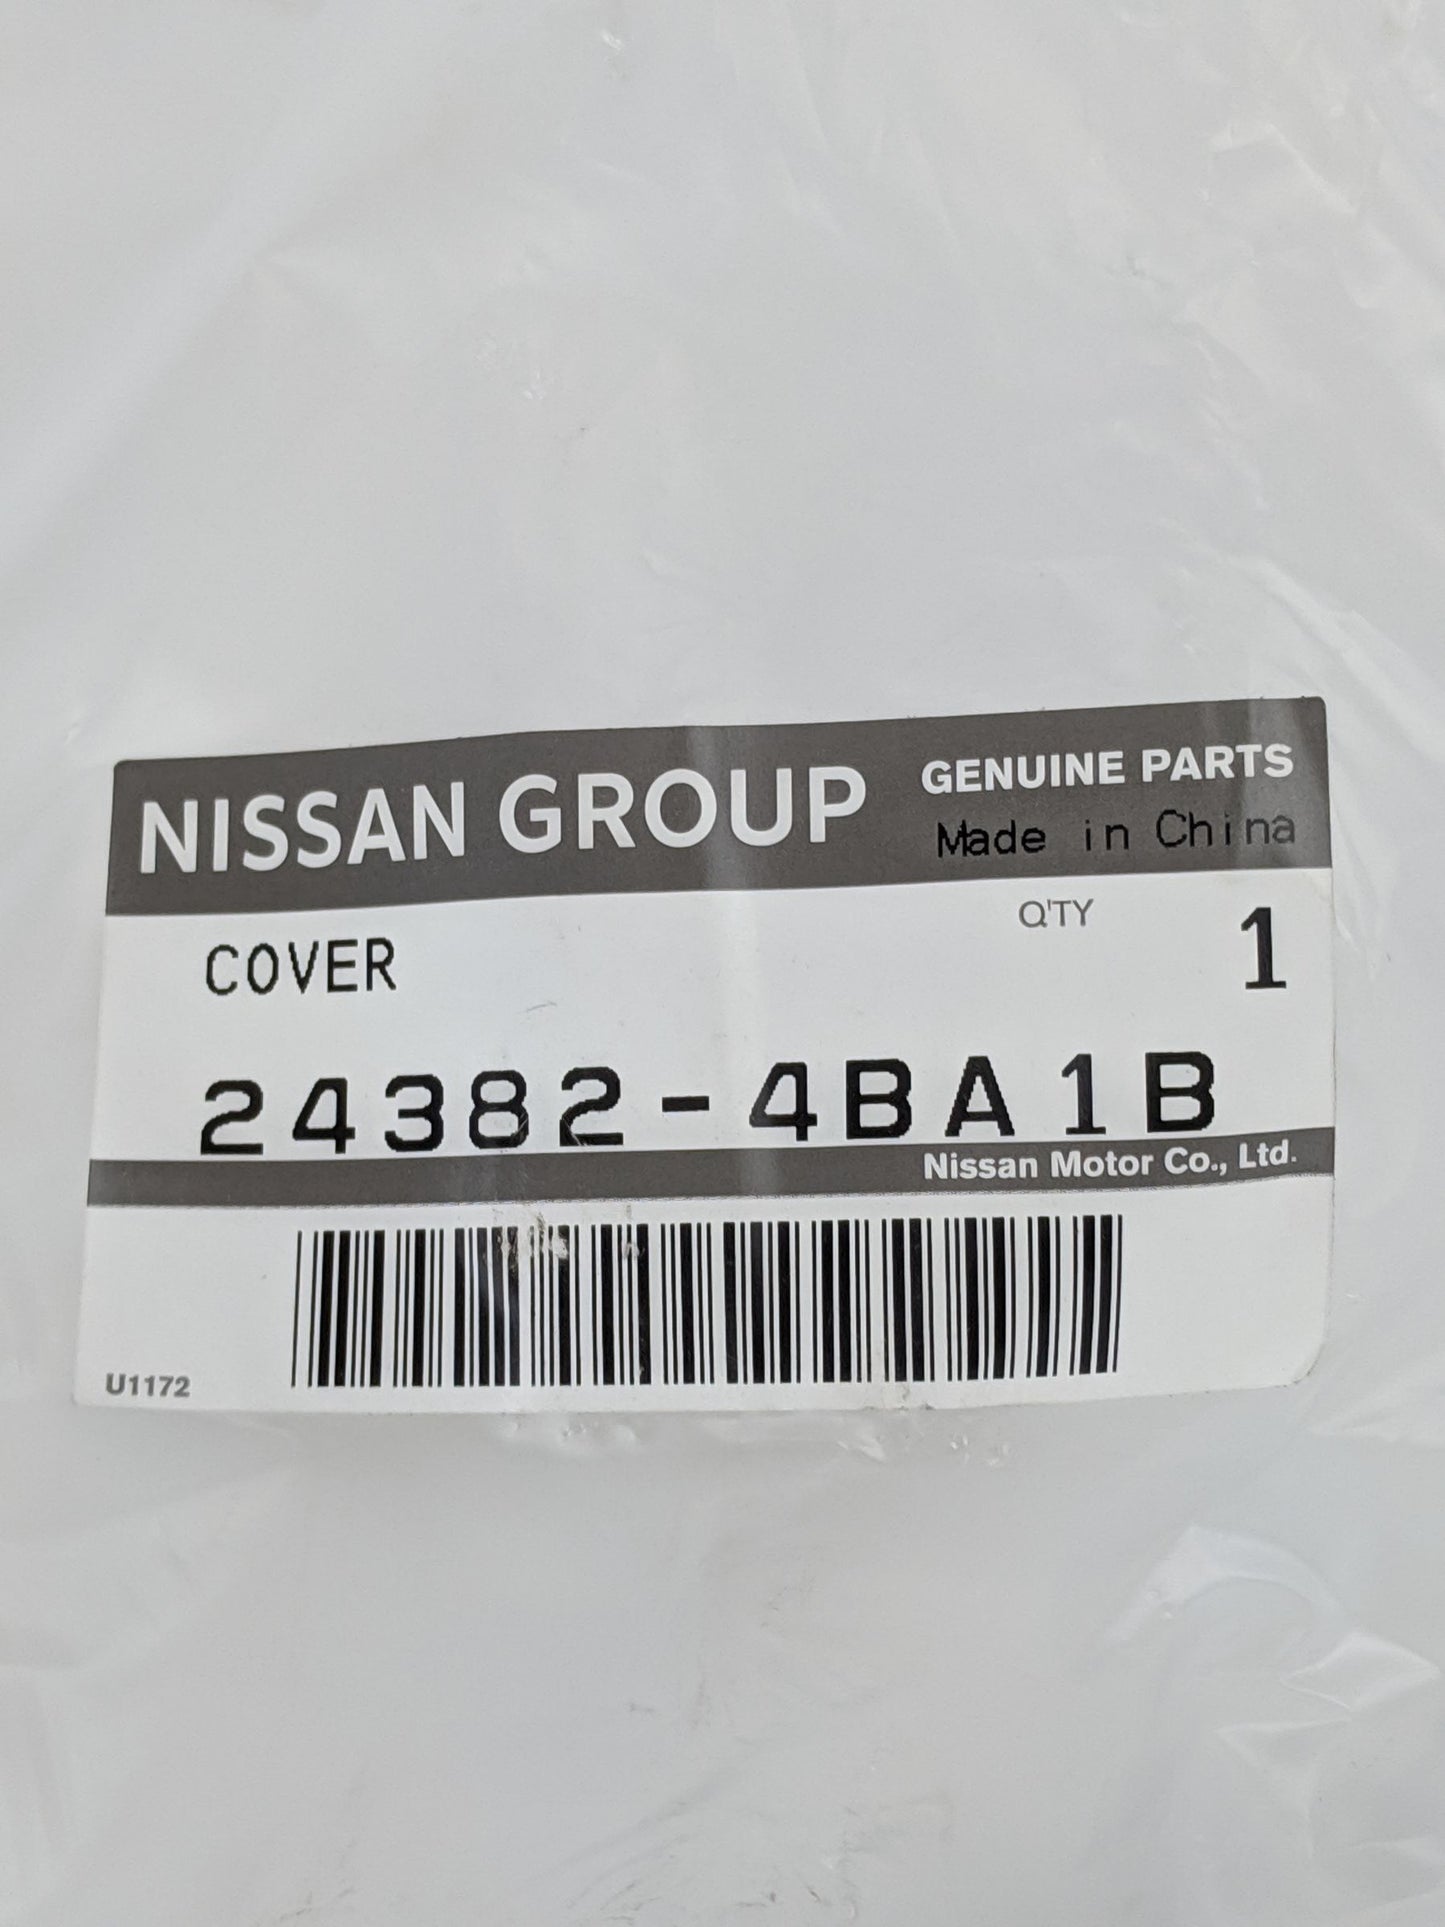 NISSAN GROUP
GENUINE PARTS
Made in China
COVER
Q'TY
1
24382-4BA1B
Nissan Motor Co., Ltd.
U1172